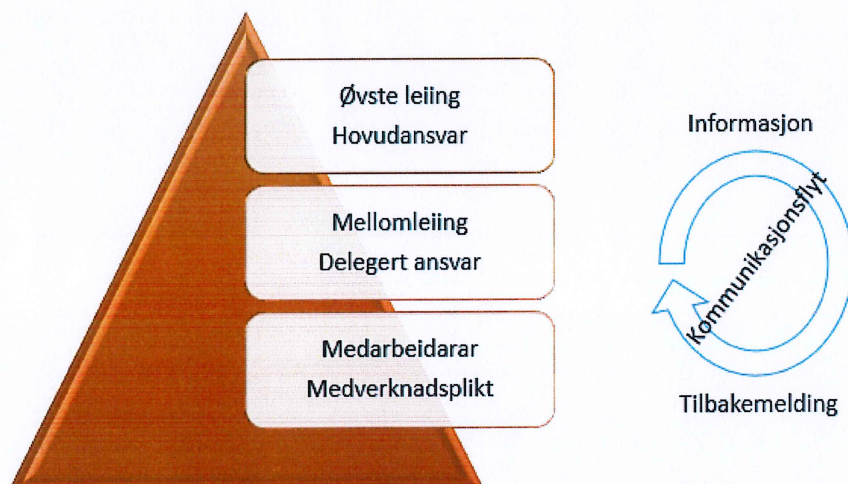 Øvste leiing
Hovudansvar
Mellomleiing
Delegert ansvar
Medarbeidarar
Medverknadsplikt
Informasjon
Kommunikasjonsflyt
Tilbakemelding